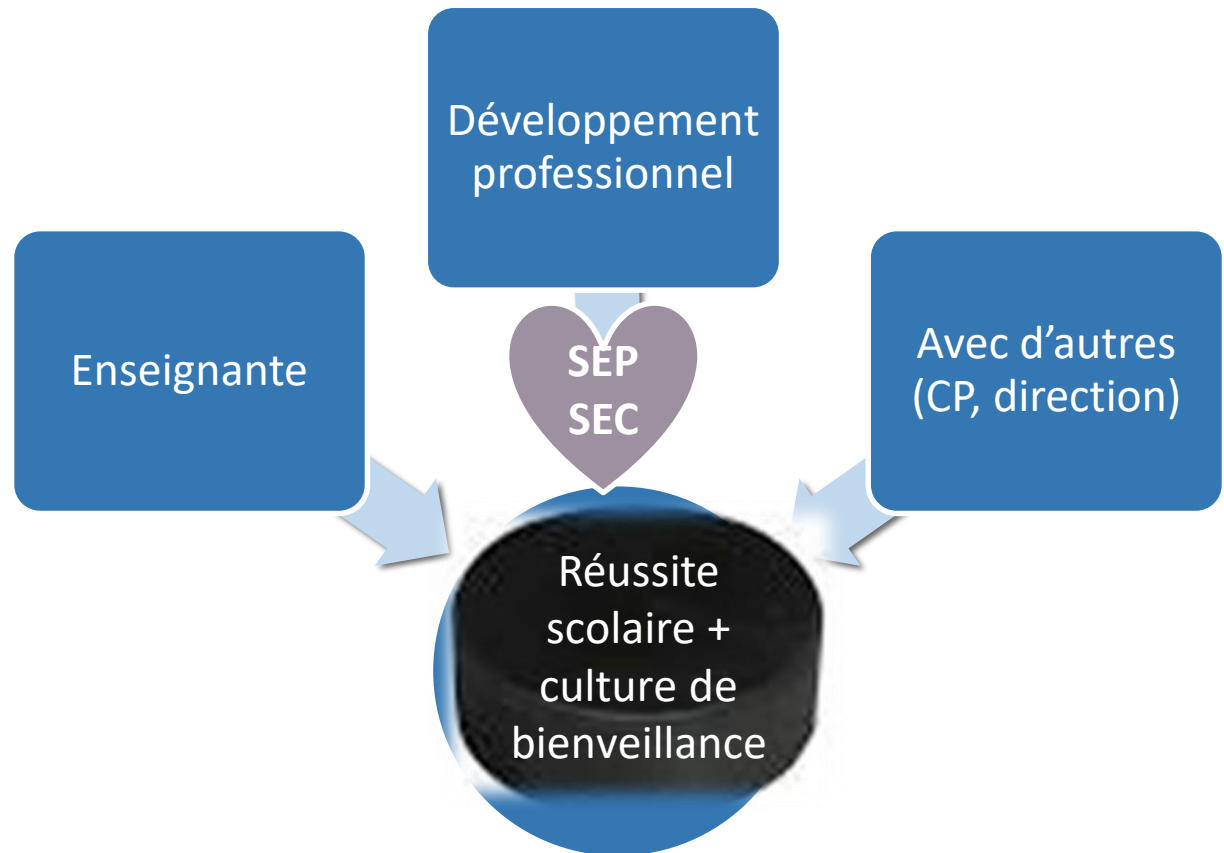 Développement
professionnel
Enseignante
Avec d’autres
(CP, direction)
SEP
SEC
Réussite
scolaire +
culture de
bienveillance